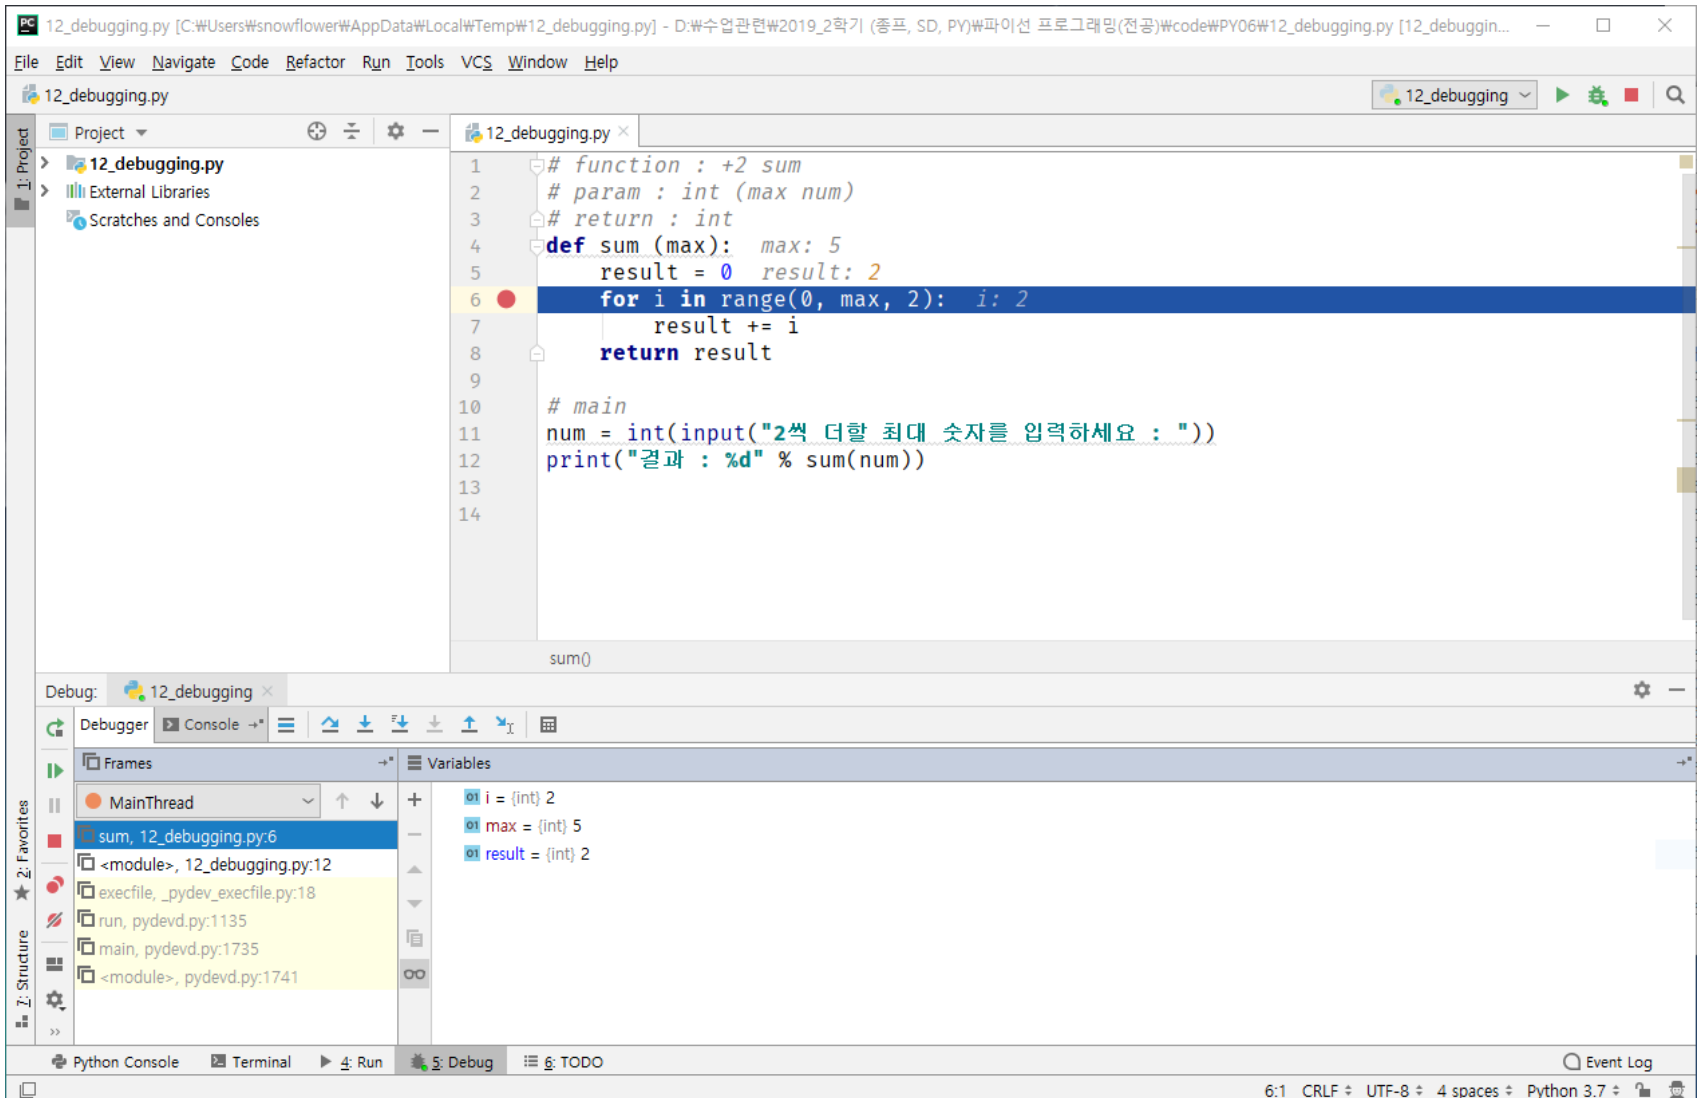 12_debugging.py [C:₩Users₩snowflower₩AppData₩Local₩Temp₩12_debugging.py] - D:₩수업관련₩2019_2학기 (종프, SD, PY)₩파이선 프로그래밍(전공)₩code₩PY06₩12_debugging.py [12_debuggin...
File Edit View Navigate Code Refactor Run Tools VCS Window Help
12_debugging.py
12_debugging
1: Project
Project
12_debugging.py
External Libraries
Scratches and Consoles
12_debugging.py
1 # function : +2 sum
2 # param : int (max num)
3 # return : int
4 def sum (max): max: 5
5 result = 0 result: 2
6 for i in range(0, max, 2): i: 2
7 result += i
8 return result
9
10 # main
11 num = int(input("2씩 더할 최대 숫자를 입력하세요 : "))
12 print("결과 : %d" % sum(num))
13
14
sum()
Debug: 12_debugging
Debugger Console
Frames
MainThread
sum, 12_debugging.py:6
<module>, 12_debugging.py:12
execfile, _pydev_execfile.py:18
run, pydevd.py:1135
main, pydevd.py:1735
<module>, pydevd.py:1741
Variables
01 i = {int} 2
01 max = {int} 5
01 result = {int} 2
2: Favorites
7: Structure
Python Console Terminal 4: Run 5: Debug 6: TODO Event Log
6:1 CRLF UTF-8 4 spaces Python 3.7